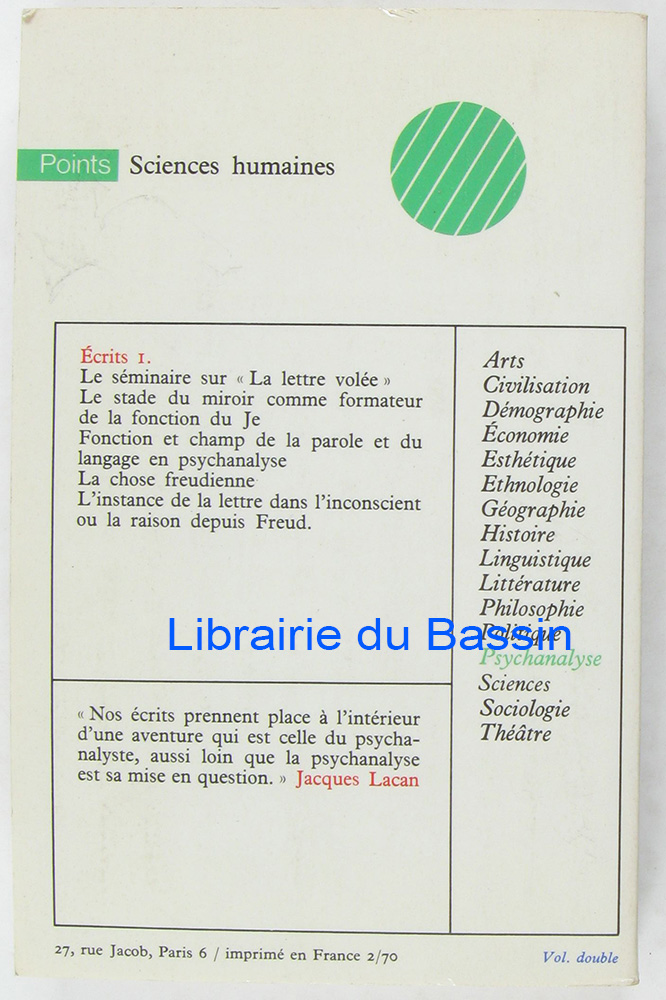 Points Sciences humaines
Écrits 1.
Le séminaire sur « La lettre volée »
Le stade du miroir comme formateur
de la fonction du Je
Fonction et champ de la parole et du
langage en psychanalyse
La chose freudienne
L'instance de la lettre dans l'inconscient
ou la raison depuis Freud.
« Nos écrits prennent place à l'intérieur
d'une aventure qui est celle du psycha-
nalyste, aussi loin que la psychanalyse
est sa mise en question. » Jacques Lacan
Arts
Civilisation
Démographie
Économie
Esthétique
Ethnologie
Géographie
Histoire
Linguistique
Littérature
Philosophie
Politique
Psychanalyse
Sciences
Sociologie
Théâtre
Librairie du Bassin
27, rue Jacob, Paris 6 / imprimé en France 2/70
Vol. double